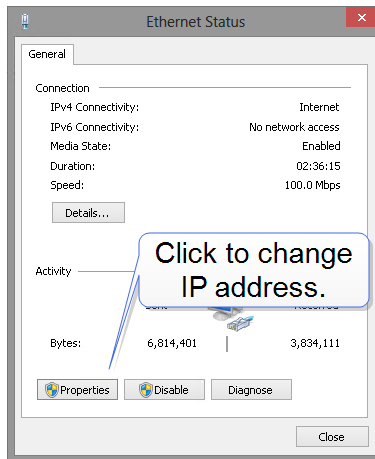 Ethernet Status
General
Connection
IPv4 Connectivity: Internet
IPv6 Connectivity: No network access
Media State: Enabled
Duration: 02:36:15
Speed: 100.0 Mbps
Details...
Click to change
IP address.
Activity
Bytes: 6,814,401 3,834,111
Properties Disable Diagnose
Close